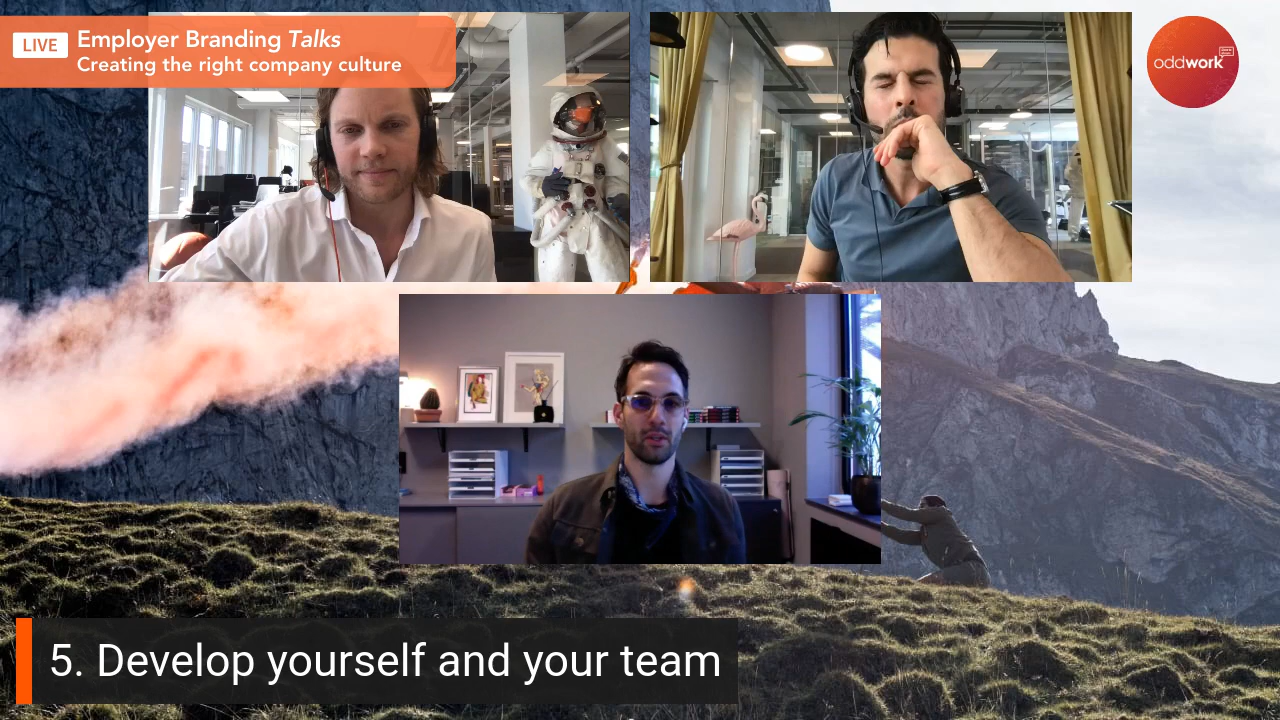 LIVE
Employer Branding Talks
Creating the right company culture
oddwork
5. Develop yourself and your team